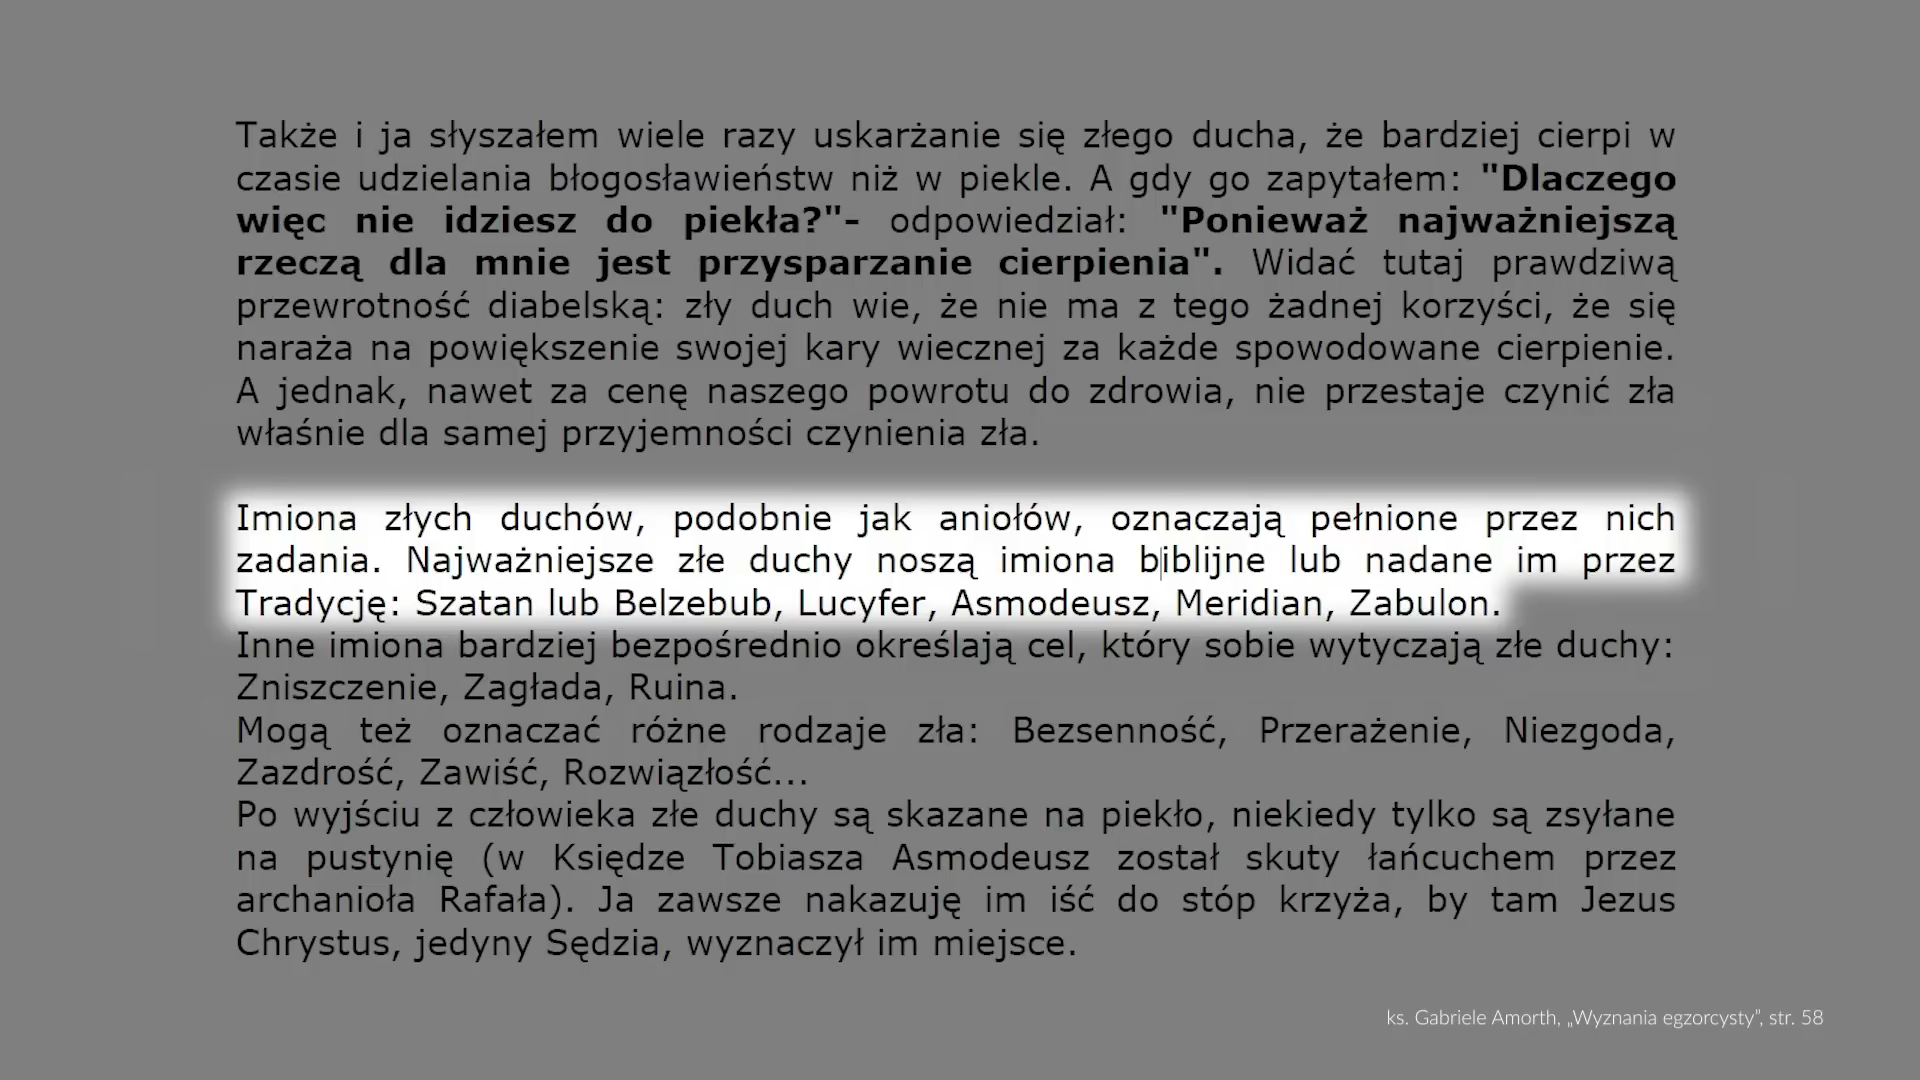 Także i ja słyszałem wiele razy uskarżanie się złego ducha, że bardziej cierpi w
czasie udzielania błogosławieństw niż w piekle. A gdy go zapytałem: "Dlaczego
więc nie idziesz do piekła?"- odpowiedział: "Ponieważ najważniejszą
rzeczą dla mnie jest przysparzanie cierpienia". Widać tutaj prawdziwą
przewrotność diabelską: zły duch wie, że nie ma z tego żadnej korzyści, że się
naraża na powiększenie swojej kary wiecznej za każde spowodowane cierpienie.
A jednak, nawet za cenę naszego powrotu do zdrowia, nie przestaje czynić zła
właśnie dla samej przyjemności czynienia zła.
Imiona złych duchów, podobnie jak aniołów, oznaczają pełnione przez nich
zadania. Najważniejsze złe duchy noszą imiona biblijne lub nadane im przez
Tradycję: Szatan lub Belzebub, Lucyfer, Asmodeusz, Meridian, Zabulon.
Inne imiona bardziej bezpośrednio określają cel, który sobie wytyczają złe duchy:
Zniszczenie, Zagłada, Ruina.
Mogą też oznaczać różne rodzaje zła: Bezsenność, Przerażenie, Niezgoda,
Zazdrość, Zawiść, Rozwiązłość...
Po wyjściu z człowieka złe duchy są skazane na piekło, niekiedy tylko są zsyłane
na pustynię (w Księdze Tobiasza Asmodeusz został skuty łańcuchem przez
archanioła Rafała). Ja zawsze nakazuję im iść do stóp krzyża, by tam Jezus
Chrystus, jedyny Sędzia, wyznaczył im miejsce.
ks. Gabriele Amorth, „Wyznania egzorcysty”, str. 58